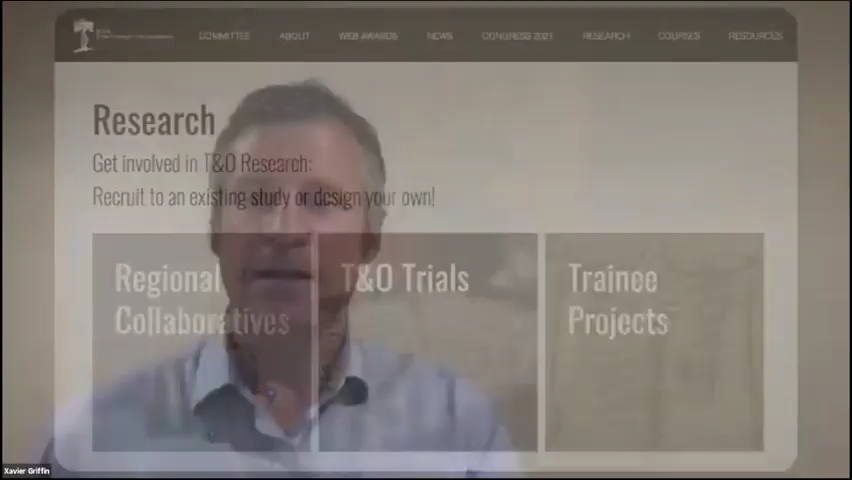 COMMITTEE
ABOUT
WEB AWARDS
NEWS
CONGRESS 2021
RESEARCH
COURSES
RESOURCES
Research
Get involved in T&O Research:
Recruit to an existing study or design your own!
Regional
Collaboratives
T&O Trials
Trainee
Projects
Xavier Griffin